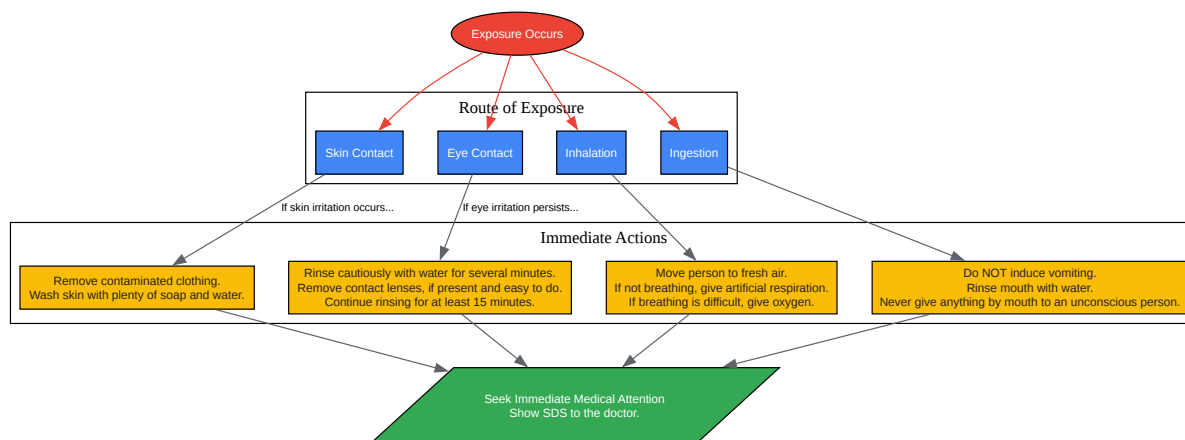 Exposure Occurs
Route of Exposure
Skin Contact
Eye Contact
Inhalation
Ingestion
If skin irritation occurs...
If eye irritation persists...
Immediate Actions
Remove contaminated clothing.
Wash skin with plenty of soap and water.
Rinse cautiously with water for several minutes.
Remove contact lenses, if present and easy to do.
Continue rinsing for at least 15 minutes.
Move person to fresh air.
If not breathing, give artificial respiration.
If breathing is difficult, give oxygen.
Do NOT induce vomiting.
Rinse mouth with water.
Never give anything by mouth to an unconscious person.
Seek Immediate Medical Attention
Show SDS to the doctor.